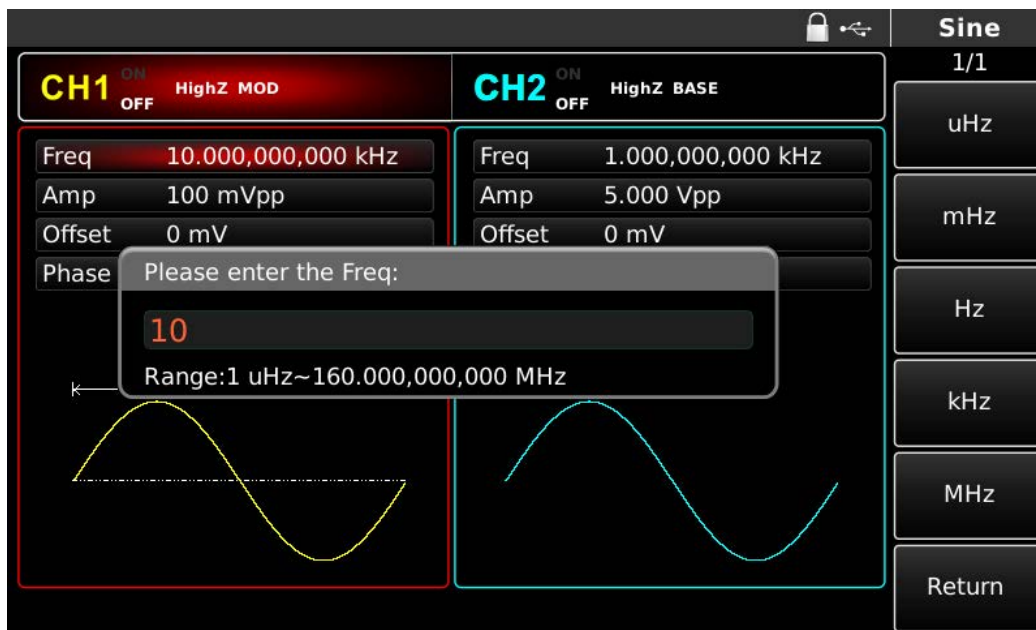 Sine
1/1
CH1 ON OFF HighZ MOD
CH2 ON OFF HighZ BASE
Freq 10.000,000,000 kHz
Amp 100 mVpp
Offset 0 mV
Phase
Freq 1.000,000,000 kHz
Amp 5.000 Vpp
Offset 0 mV
Please enter the Freq:
10
Range:1 uHz~160.000,000,000 MHz
uHz
mHz
Hz
kHz
MHz
Return